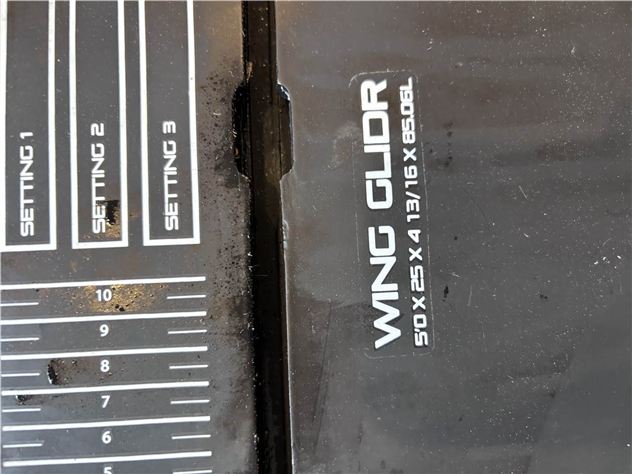 SETTING 1
SETTING 2
SETTING 3
10
9
8
7
6
5
WING GLIDR
5'0 X 25 X 4 13/16 X 85.06L